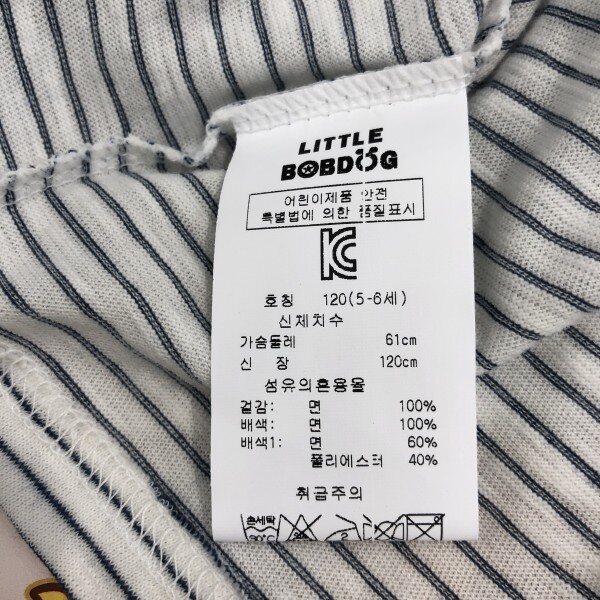 LITTLE
BOBDOG
어린이제품 안전
특별법에 의한 품질표시
KC
호칭 120(5-6세)
신체치수
가슴둘레 61cm
신 장 120cm
섬유의혼용율
겉감: 면 100%
배색: 면 100%
배색1: 면 60%
폴리에스터 40%
취급주의
손세탁